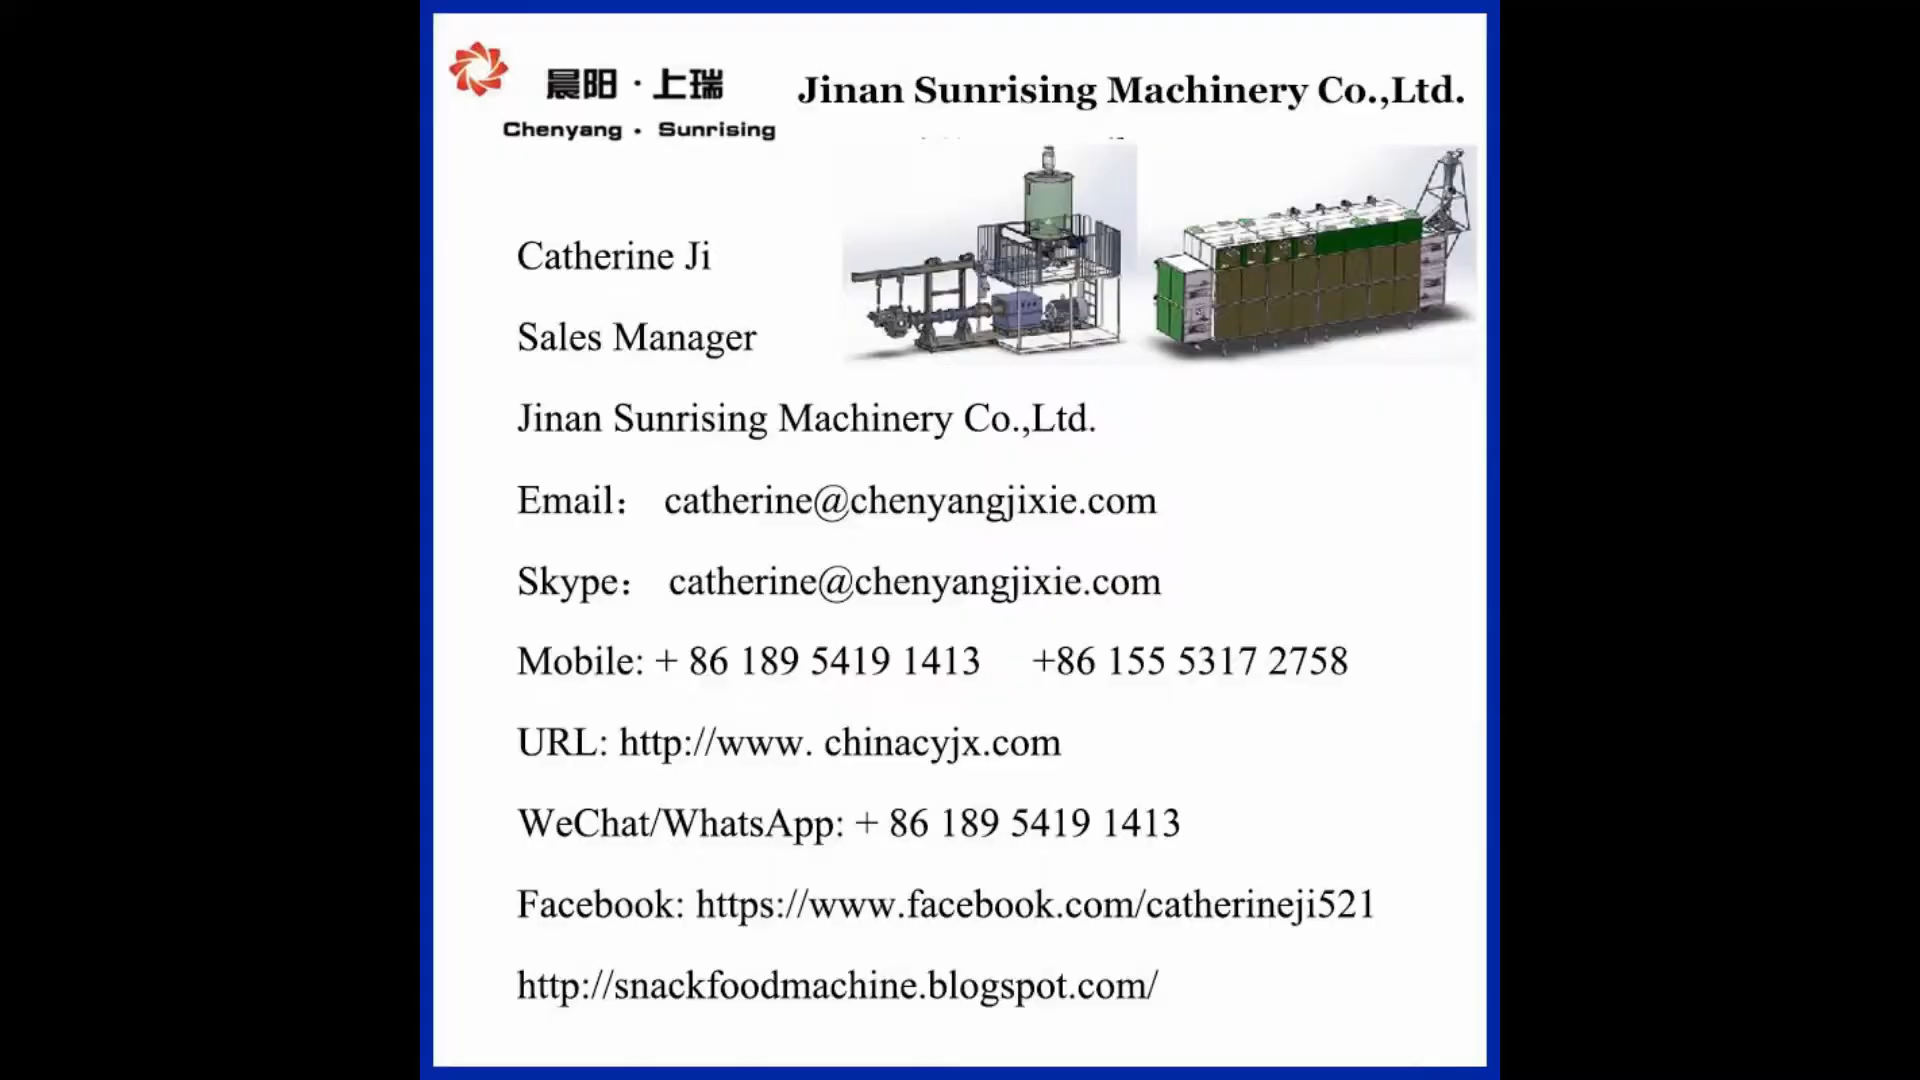 晨阳·上瑞
Chenyang · Sunrising
Jinan Sunrising Machinery Co.,Ltd.
Catherine Ji
Sales Manager
Jinan Sunrising Machinery Co.,Ltd.
Email： catherine@chenyangjixie.com
Skype： catherine@chenyangjixie.com
Mobile: + 86 189 5419 1413 +86 155 5317 2758
URL: http://www. chinacyjx.com
WeChat/WhatsApp: + 86 189 5419 1413
Facebook: https://www.facebook.com/catherineji521
http://snackfoodmachine.blogspot.com/